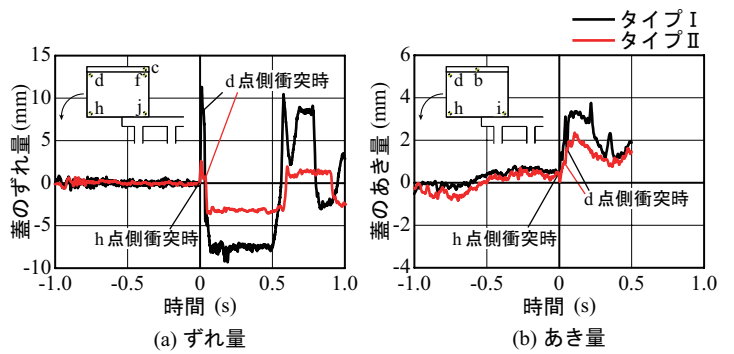 タイプⅠ
タイプⅡ
蓋のずれ量(mm)
15
10
5
0
-5
-10
-1.0
-0.5
0
0.5
1.0
時間 (s)
c
d
f
h
j
d点側衝突時
h点側衝突時
(a) ずれ量
蓋のあき量(mm)
6
4
2
0
-2
-4
-1.0
-0.5
0
0.5
1.0
時間 (s)
d
b
h
i
d点側衝突時
h点側衝突時
(b) あき量